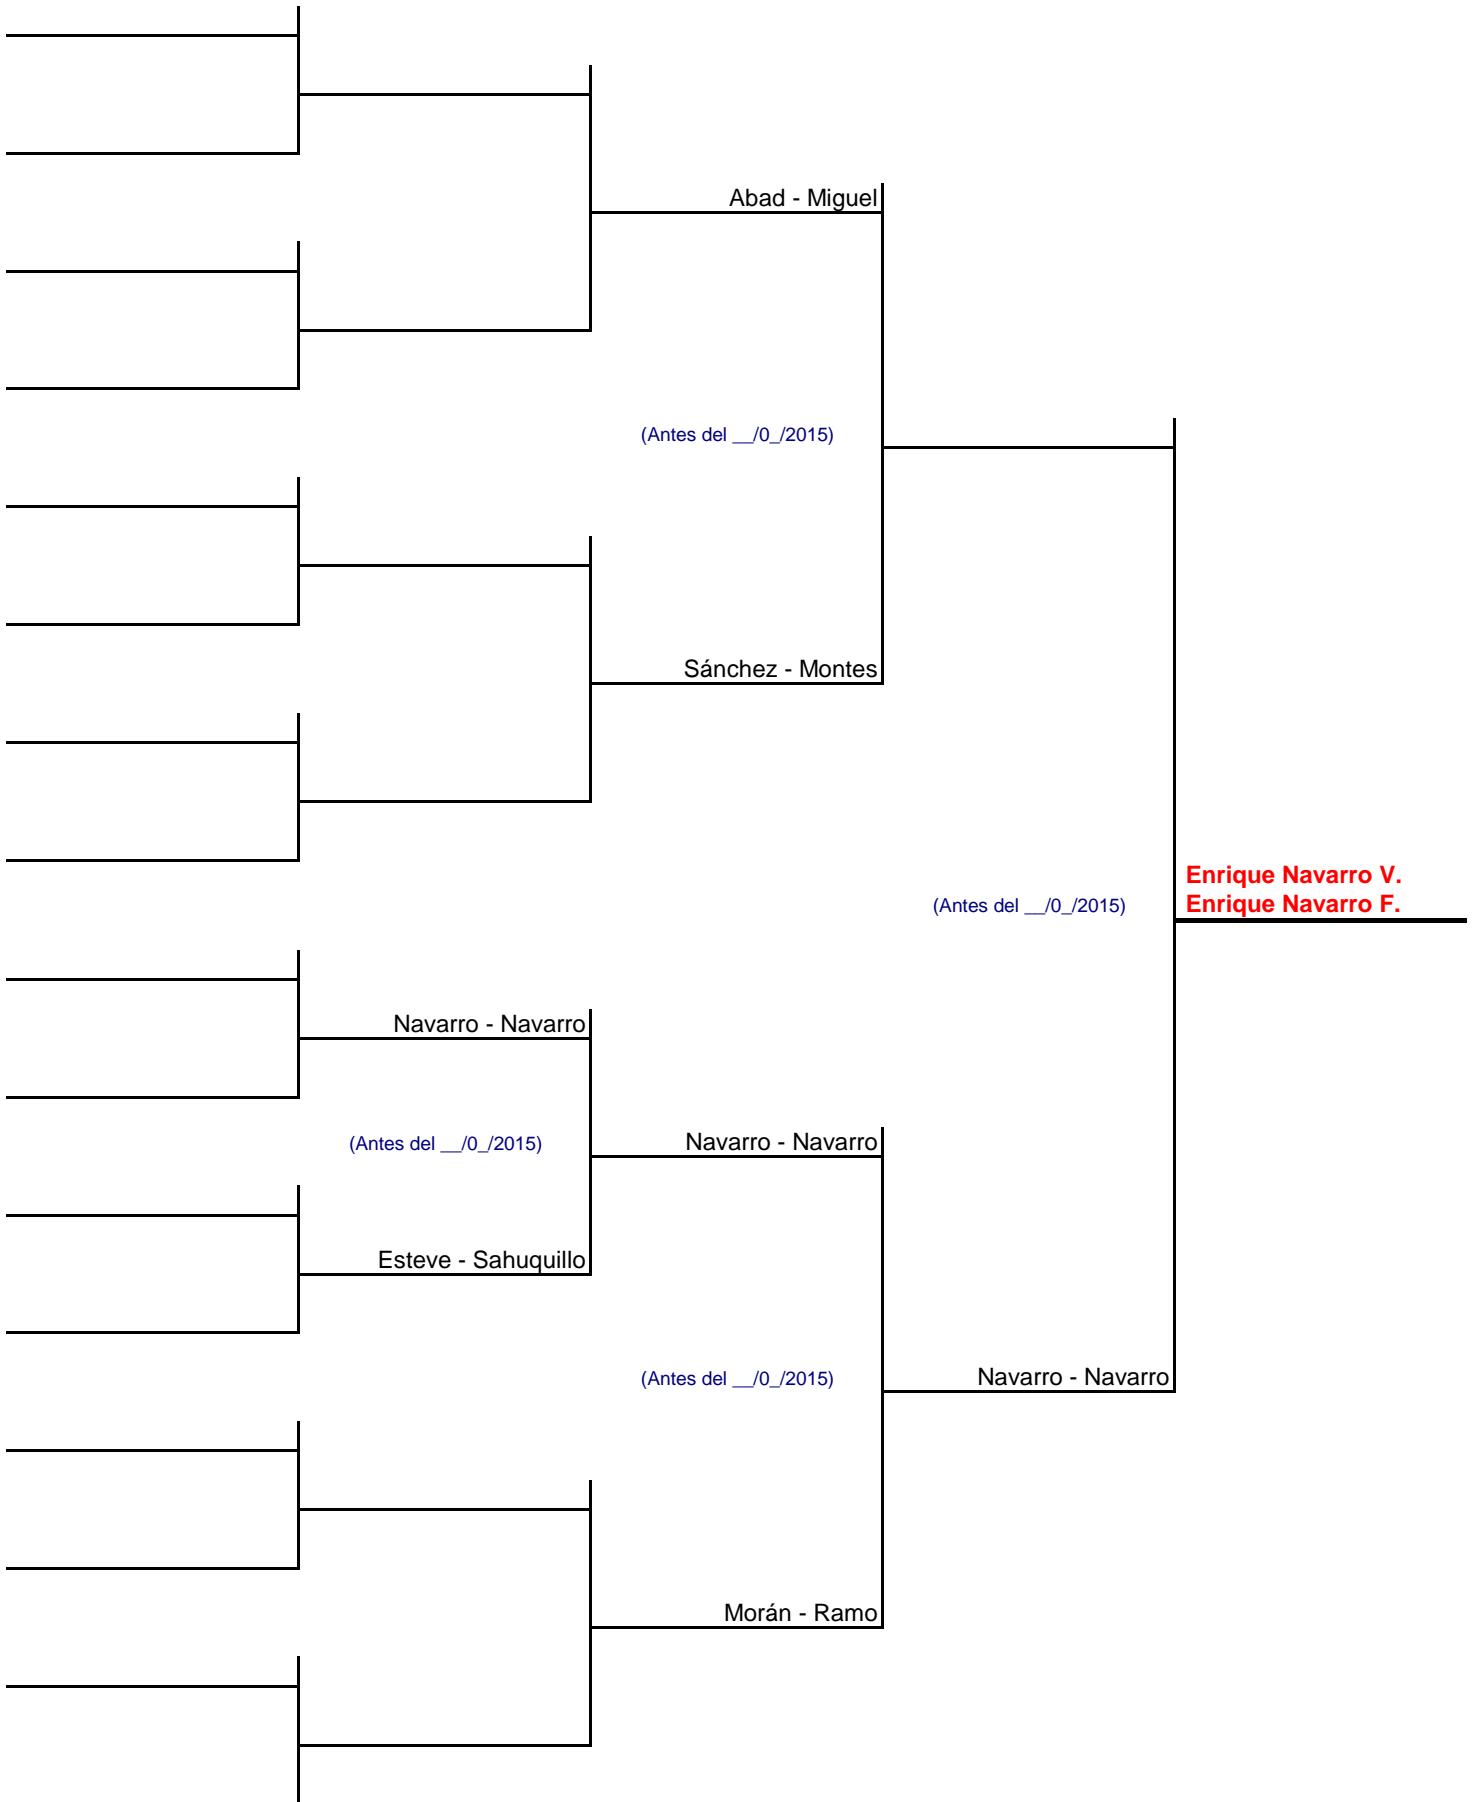 Abad - Miguel
(Antes del __/0_/2015)
Sánchez - Montes
Enrique Navarro V.
Enrique Navarro F.
(Antes del __/0_/2015)
Navarro - Navarro
(Antes del __/0_/2015)
Navarro - Navarro
Esteve - Sahuquillo
(Antes del __/0_/2015)
Navarro - Navarro
Morán - Ramo